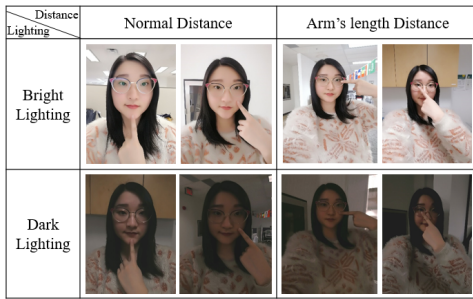 Distance
Lighting
Normal Distance
Arm's length Distance
Bright
Lighting
Dark
Lighting